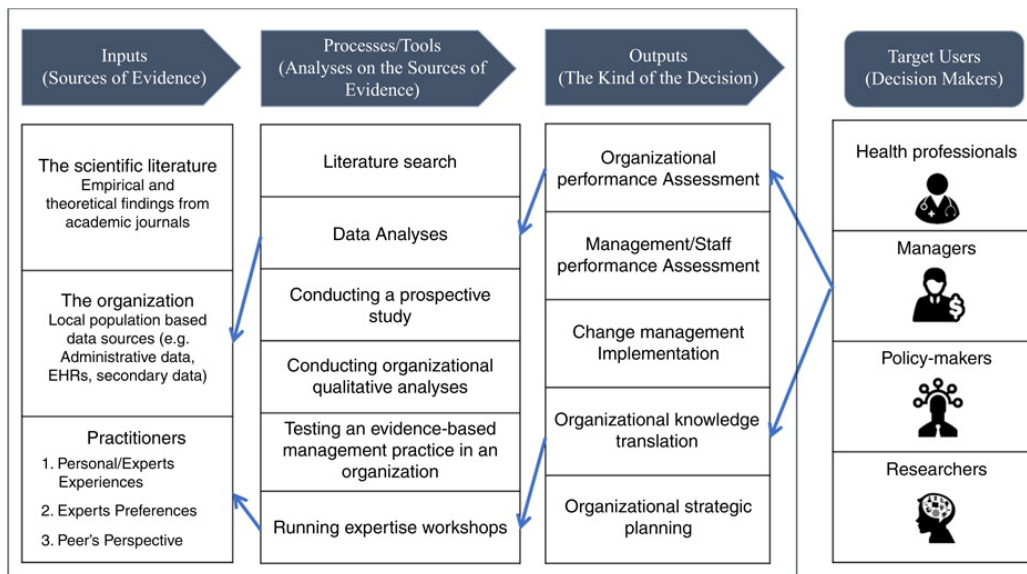 Inputs
(Sources of Evidence)
The scientific literature
Empirical and
theoretical findings from
academic journals
The organization
Local population based
data sources (e.g.
Administrative data,
EHRs, secondary data)
Practitioners
1. Personal/Experts
Experiences
2. Experts Preferences
3. Peer's Perspective
Processes/Tools
(Analyses on the Sources of
Evidence)
Literature search
Data Analyses
Conducting a prospective
study
Conducting organizational
qualitative analyses
Testing an evidence-based
management practice in an
organization
Running expertise workshops
Outputs
(The Kind of the Decision)
Organizational
performance Assessment
Management/Staff
performance Assessment
Change management
Implementation
Organizational knowledge
translation
Organizational strategic
planning
Target Users
(Decision Makers)
Health professionals
Managers
$
Policy-makers
Researchers